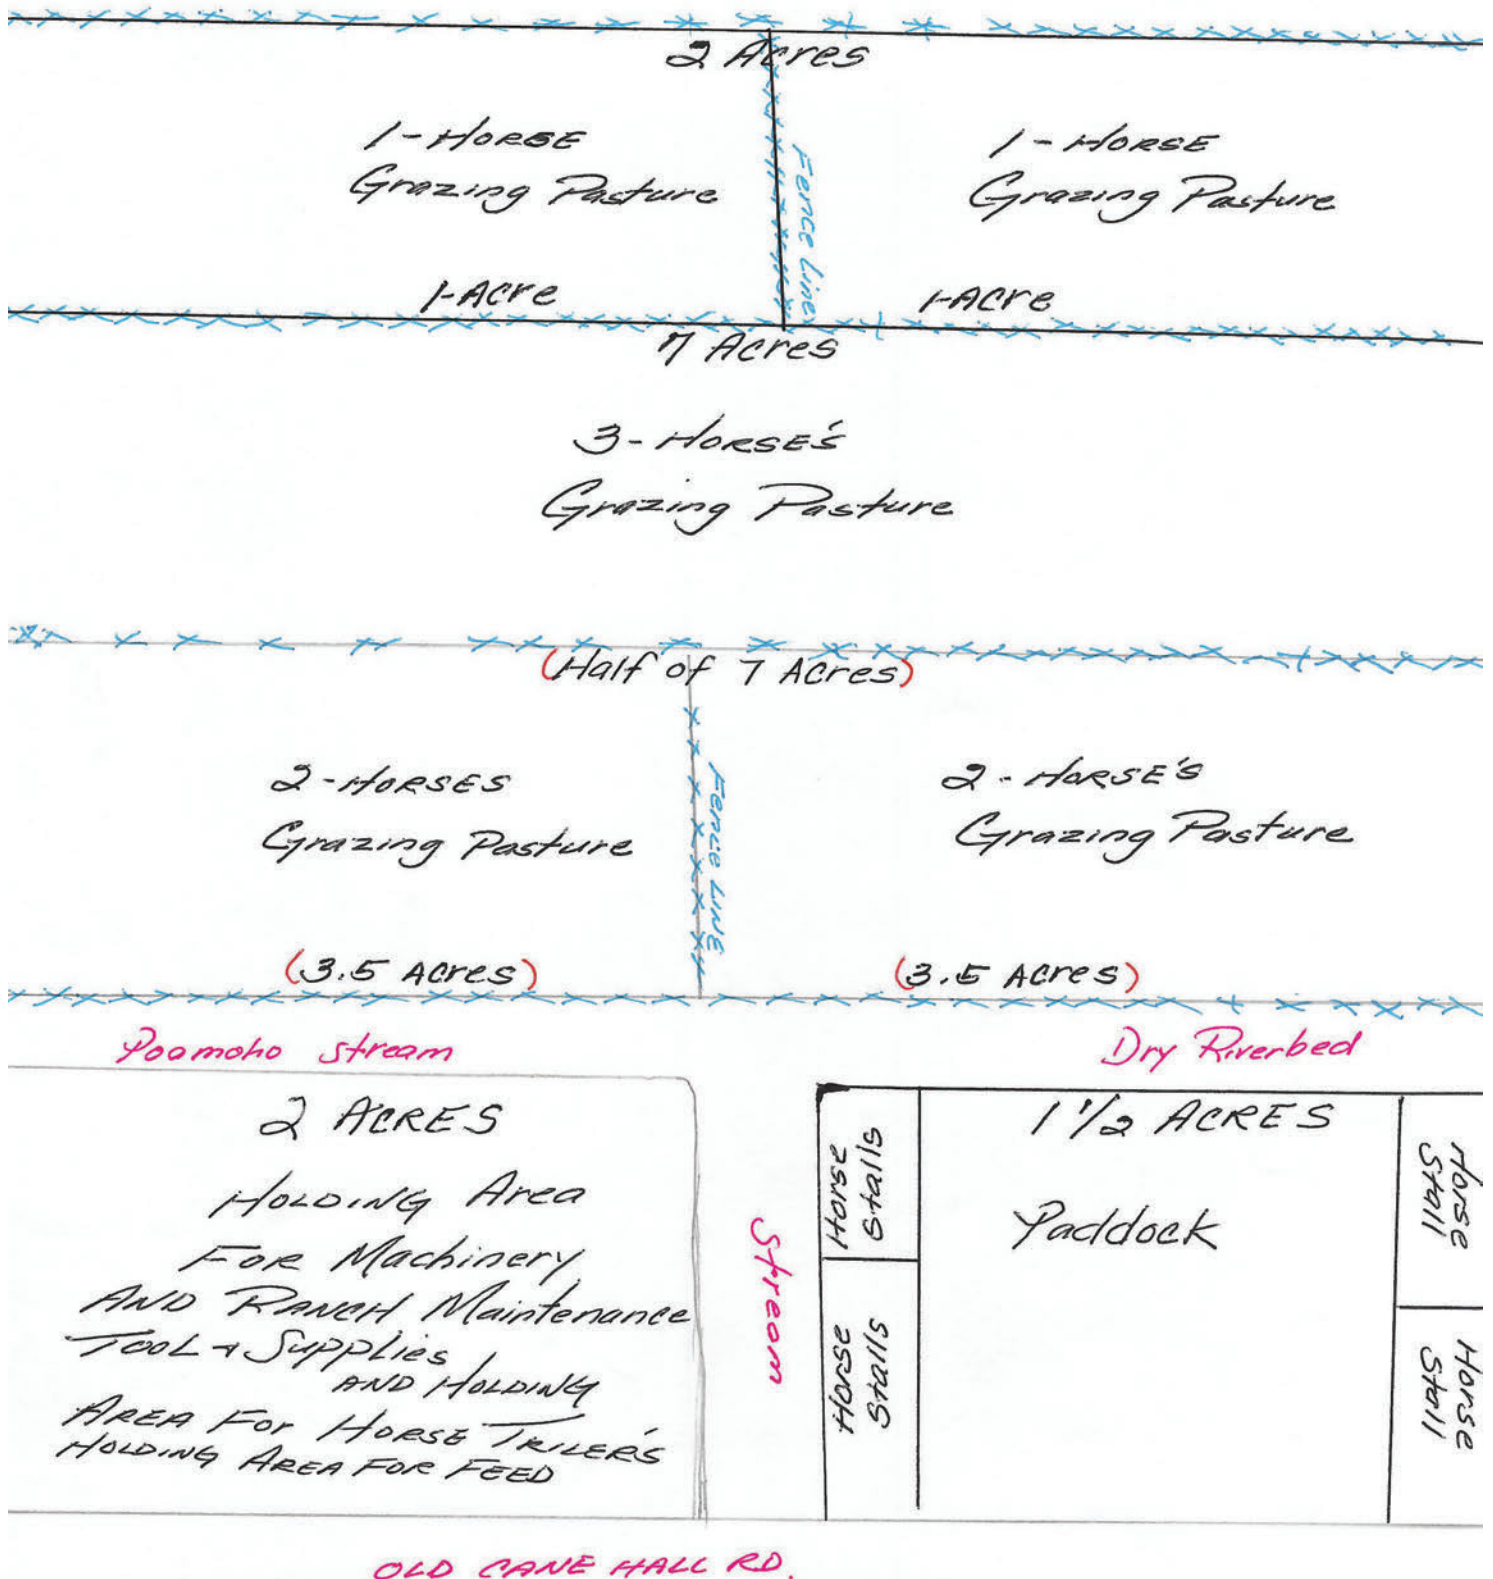 2 Acres
1-HORSE
Grazing Pasture
1-Acre
Fence Line
1-HORSE
Grazing Pasture
1-Acre
7 Acres
3-HORSE'S
Grazing Pasture
(Half of 7 Acres)
2-HORSES
Grazing Pasture
(3.5 Acres)
Fence LINE
2-HORSE'S
Grazing Pasture
(3.5 Acres)
Poamoho Stream
Dry Riverbed
2 ACRES
HOLDING Area
FOR Machinery
AND RANCH Maintenance
TOOL + Supplies
AND HOLDING
AREA FOR HORSE TRILER'S
HOLDING AREA FOR FEED
Stream
Horse
Stalls
Horse
Stalls
1 1/2 ACRES
Paddock
Horse
Stall
Horse
Stall
OLD CANE HALL RD.